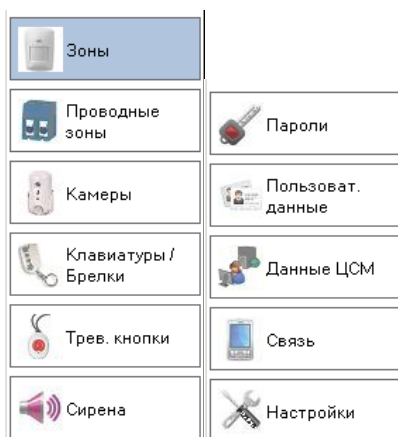 Зоны
Проводные
зоны
Камеры
Клавиатуры /
Брелки
Трев. кнопки
Сирена
Пароли
Пользоват.
данные
Данные ЦСМ
Связь
Настройки